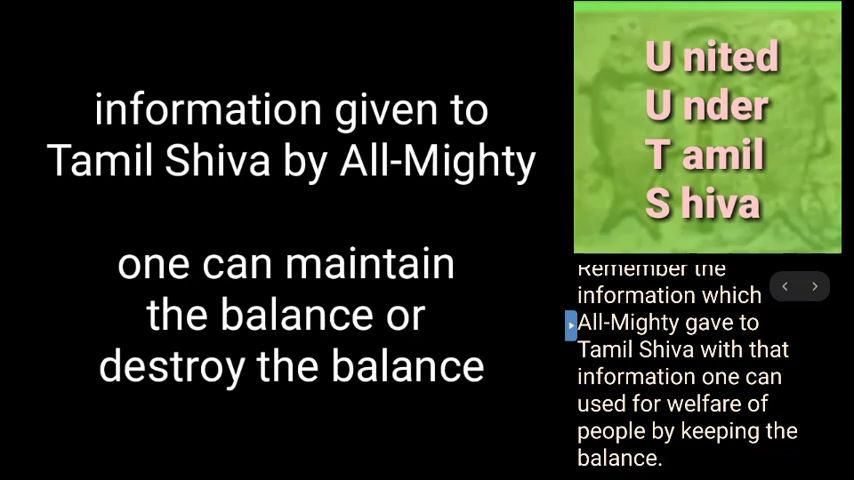 information given to
Tamil Shiva by All-Mighty
one can maintain
the balance or
destroy the balance
U nited
U nder
T amil
S hiva
Remember the
information which
All-Mighty gave to
Tamil Shiva with that
information one can
used for welfare of
people by keeping the
balance.